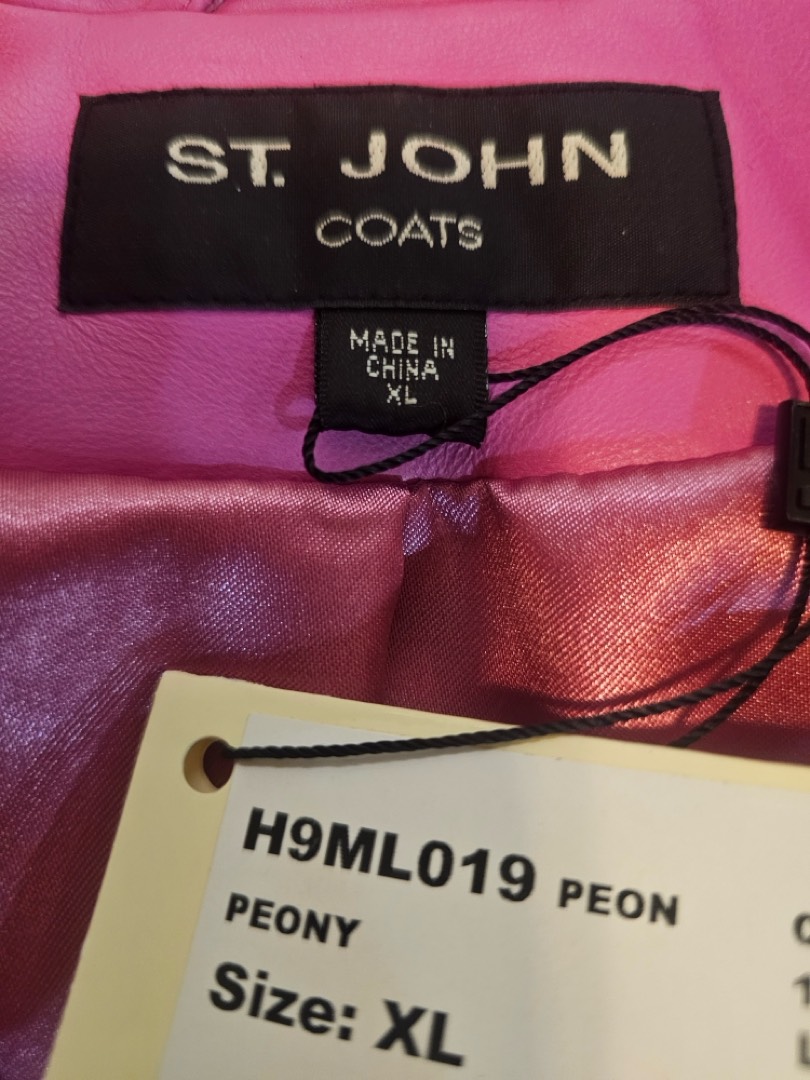 ST. JOHN
COATS
MADE IN
CHINA
XL
H9ML019 PEON
PEONY
Size: XL